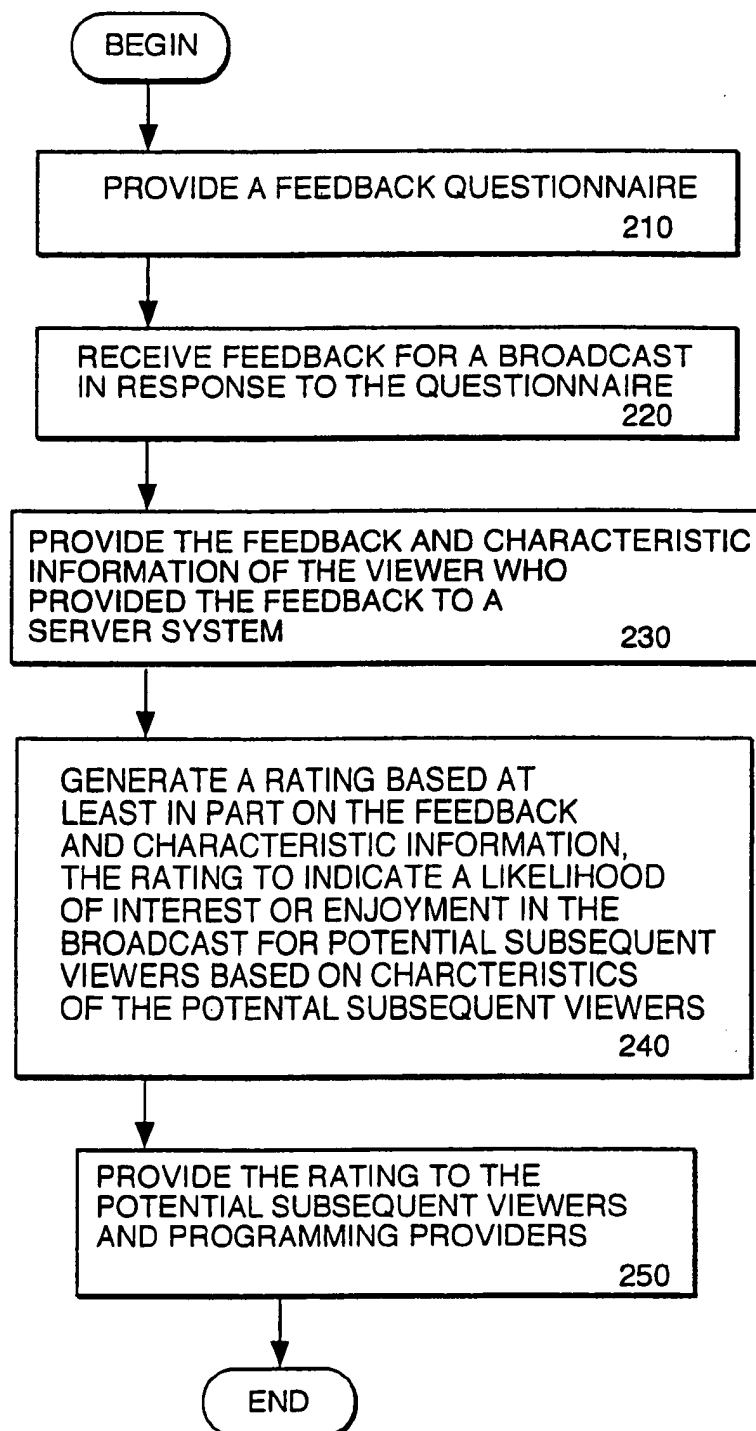 BEGIN
PROVIDE A FEEDBACK QUESTIONNAIRE
210
RECEIVE FEEDBACK FOR A BROADCAST
IN RESPONSE TO THE QUESTIONNAIRE
220
PROVIDE THE FEEDBACK AND CHARACTERISTIC
INFORMATION OF THE VIEWER WHO
PROVIDED THE FEEDBACK TO A
SERVER SYSTEM
230
GENERATE A RATING BASED AT
LEAST IN PART ON THE FEEDBACK
AND CHARACTERISTIC INFORMATION,
THE RATING TO INDICATE A LIKELIHOOD
OF INTEREST OR ENJOYMENT IN THE
BROADCAST FOR POTENTIAL SUBSEQUENT
VIEWERS BASED ON CHARCTERISTICS
OF THE POTENTAL SUBSEQUENT VIEWERS
240
PROVIDE THE RATING TO THE
POTENTIAL SUBSEQUENT VIEWERS
AND PROGRAMMING PROVIDERS
250
END